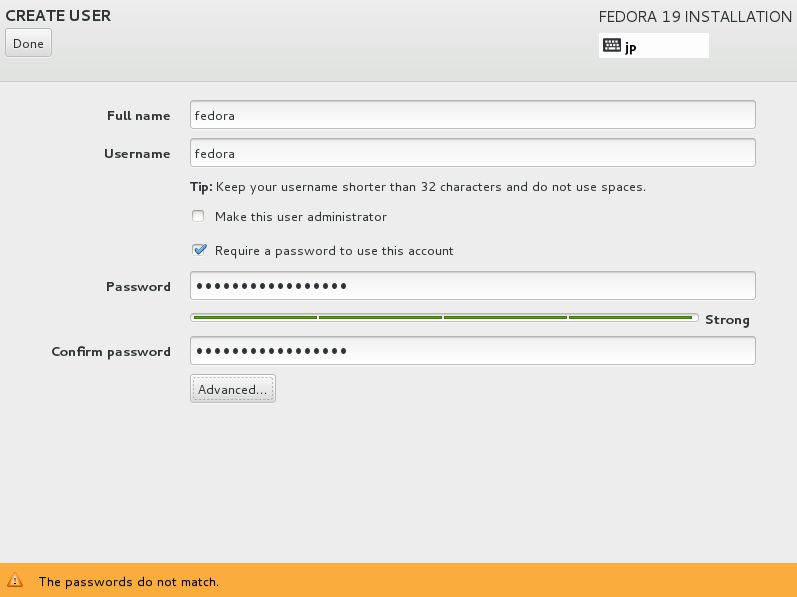 CREATE USER
FEDORA 19 INSTALLATION
Done
jp
Full name
fedora
Username
fedora
Tip: Keep your username shorter than 32 characters and do not use spaces.
Make this user administrator
Require a password to use this account
Password
•••••••••••••••••
Strong
Confirm password
•••••••••••••••••
Advanced...
The passwords do not match.